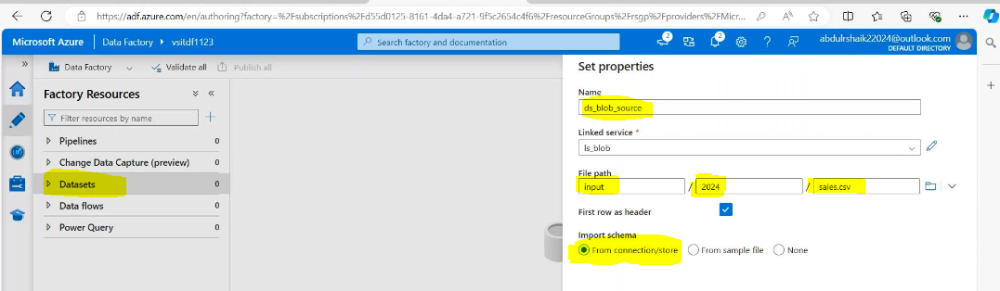 https://adf.azure.com/en/authoring?factory=%2Fsubscriptions%2Fd55d0125-8161-4da4-a721-9f5c2654c4f6%2FresourceGroups%2Frsgp%2Fproviders%2FMicr...
Microsoft Azure Data Factory vsitdf1123 Search factory and documentation 2 2 abdulrshaik22024@outlook.com
DEFAULT DIRECTORY
Data Factory Validate all Publish all
Set properties
Factory Resources
Name
Filter resources by name
ds_blob_source
Linked service *
Pipelines 0
ls_blob
Change Data Capture (preview) 0
File path
Datasets 0
input / 2024 / sales.csv
Data flows 0
First row as header
Power Query 0
Import schema
From connection/store From sample file None